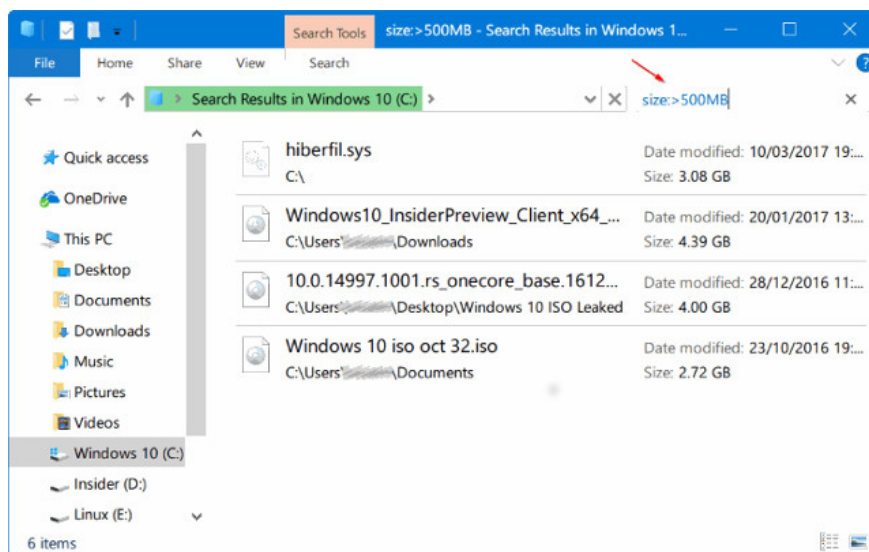 Search Tools size:>500MB - Search Results in Windows 1...
File Home Share View Search
Search Results in Windows 10 (C:) size:>500MB
Quick access
OneDrive
This PC
Desktop
Documents
Downloads
Music
Pictures
Videos
Windows 10 (C:)
Insider (D:)
Linux (E:)
hiberfil.sys Date modified: 10/03/2017 19:...
C:\ Size: 3.08 GB
Windows10_InsiderPreview_Client_x64_... Date modified: 20/01/2017 13:...
C:\Users\ \Downloads Size: 4.39 GB
10.0.14997.1001.rs_onecore_base.1612... Date modified: 28/12/2016 11:...
C:\Users\ \Desktop\Windows 10 ISO Leaked Size: 4.00 GB
Windows 10 iso oct 32.iso Date modified: 23/10/2016 19:...
C:\Users\ \Documents Size: 2.72 GB
6 items